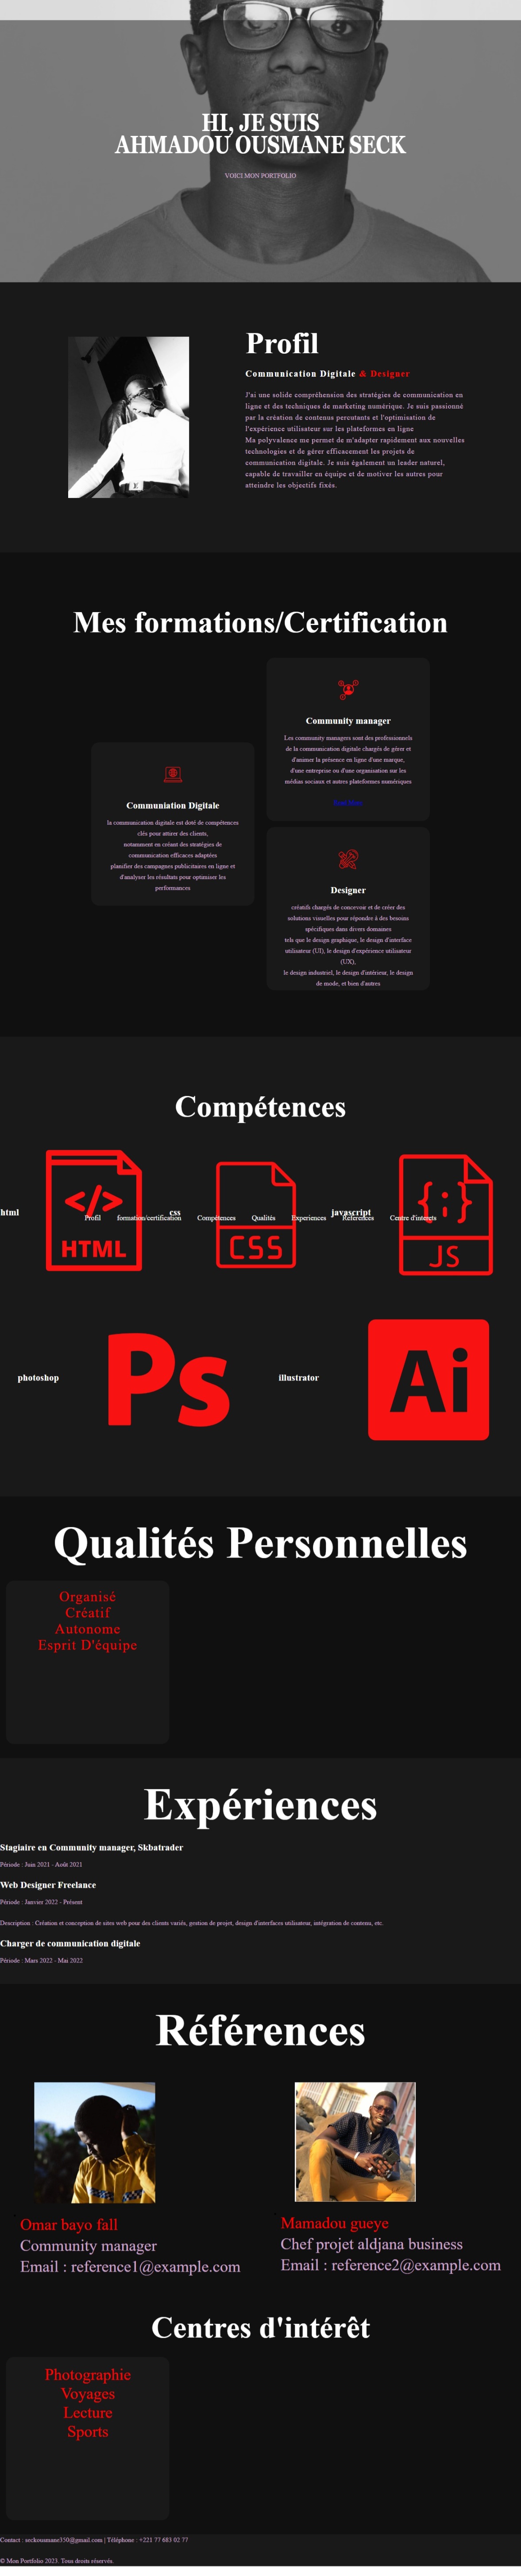 HI, JE SUIS
AHMADOU OUSMANE SECK
VOICI MON PORTFOLIO
Profil
Communication Digitale & Designer
J'ai une solide compréhension des stratégies de communication en
ligne et des techniques de marketing numérique. Je suis passionné
par la création de contenus percutants et l'optimisation de
l'expérience utilisateur sur les plateformes en ligne
Ma polyvalence me permet de m'adapter rapidement aux nouvelles
technologies et de gérer efficacement les projets de
communication digitale. Je suis également un leader naturel,
capable de travailler en équipe et de motiver les autres pour
atteindre les objectifs fixés.
Mes formations/Certification
Communiation Digitale
la communication digitale est doté de compétences
clés pour attirer des clients,
notamment en créant des stratégies de
communication efficaces adaptées
planifier des campagnes publicitaires en ligne et
d'analyser les résultats pour optimiser les
performances
Community manager
Les community managers sont des professionnels
de la communication digitale chargés de gérer et
d'animer la présence en ligne d'une marque,
d'une entreprise ou d'une organisation sur les
médias sociaux et autres plateformes numériques
Read More
Designer
créatifs chargés de concevoir et de créer des
solutions visuelles pour répondre à des besoins
spécifiques dans divers domaines
tels que le design graphique, le design d'interface
utilisateur (UI), le design d'expérience utilisateur
(UX),
le design industriel, le design d'intérieur, le design
de mode, et bien d'autres
Compétences
html
</>
HTML
css
CSS
javascript
{;}
JS
Profil formation/certification Compétences Qualités Experiences Références Centre d'interets
photoshop
Ps
illustrator
Ai
Qualités Personnelles
Organisé
Créatif
Autonome
Esprit D'équipe
Expériences
Stagiaire en Community manager, Skbatrader
Période : Juin 2021 - Août 2021
Web Designer Freelance
Période : Janvier 2022 - Présent
Description : Création et conception de sites web pour des clients variés, gestion de projet, design d'interfaces utilisateur, intégration de contenu, etc.
Charger de communication digitale
Période : Mars 2022 - Mai 2022
Références
Omar bayo fall
Community manager
Email : reference1@example.com
Mamadou gueye
Chef projet aldjana business
Email : reference2@example.com
Centres d'intérêt
Photographie
Voyages
Lecture
Sports
Contact : seckousmane350@gmail.com | Téléphone : +221 77 683 02 77
© Mon Portfolio 2023. Tous droits réservés.